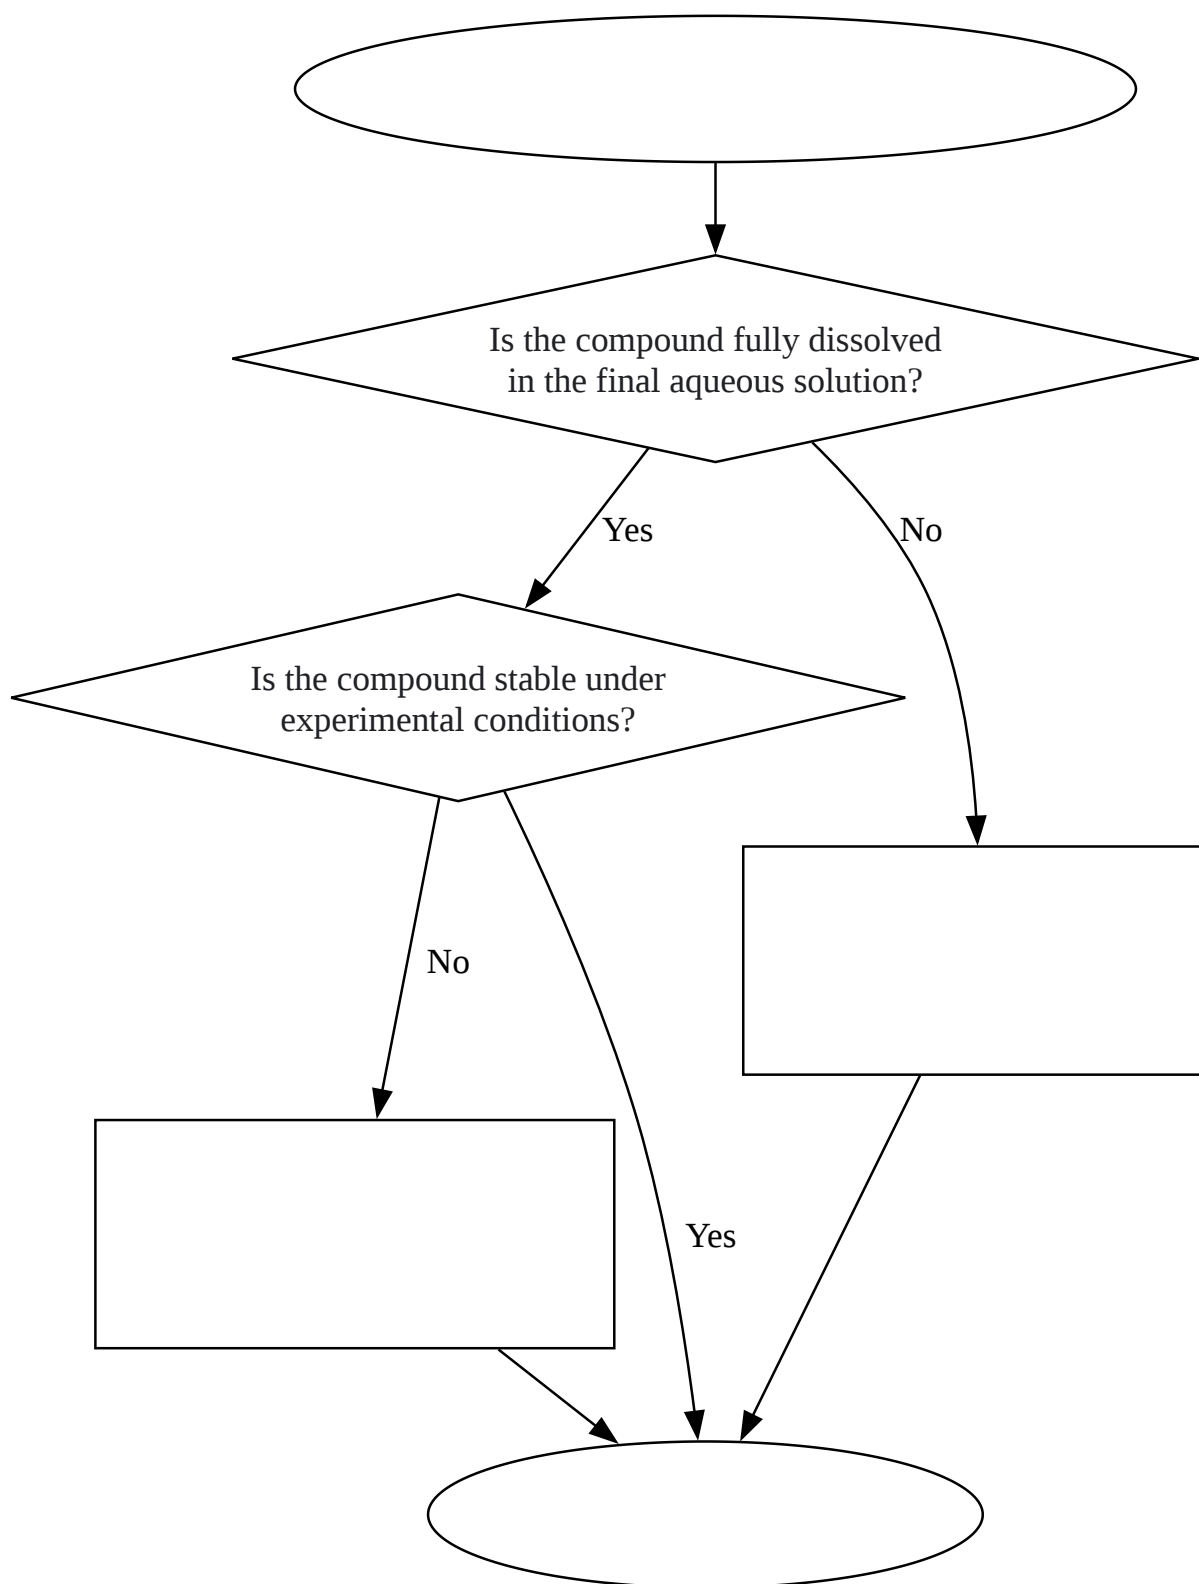 Is the compound fully dissolved
in the final aqueous solution?
Yes
No
Is the compound stable under
experimental conditions?
No
Yes